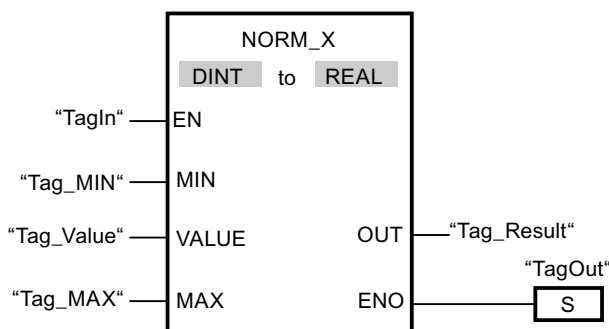 NORM_X
DINT to REAL
“TagIn“ EN
“Tag_MIN“ MIN
“Tag_Value“ VALUE OUT “Tag_Result“
“TagOut“
“Tag_MAX“ MAX ENO S